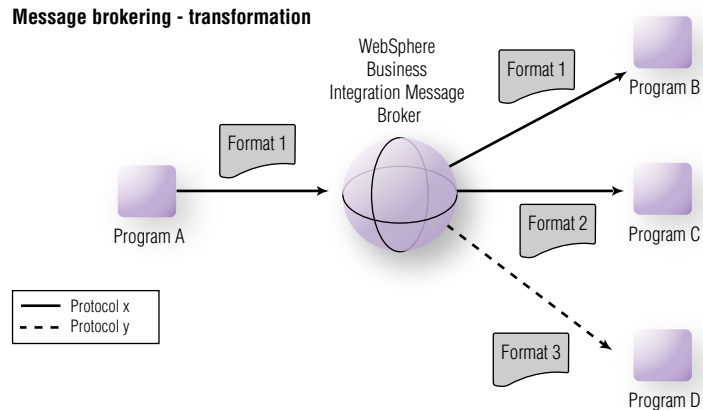 Message brokering - transformation
WebSphere
Business
Integration Message
Broker
Format 1
Program B
Format 1
Program A
Format 2
Program C
Protocol x
Protocol y
Format 3
Program D